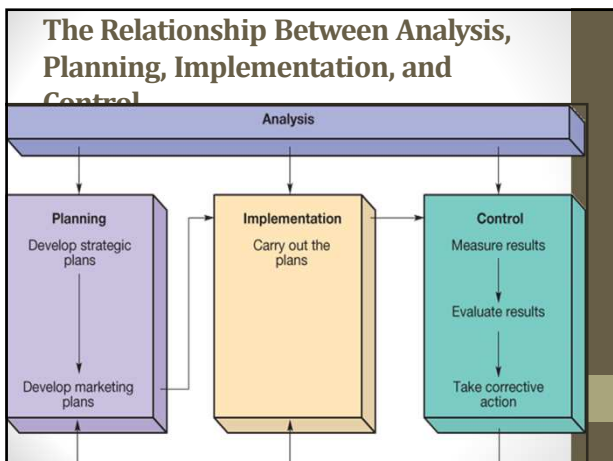 The Relationship Between Analysis,
Planning, Implementation, and
Control
Analysis
Planning
Develop strategic
plans
Develop marketing
plans
Implementation
Carry out the
plans
Control
Measure results
Evaluate results
Take corrective
action